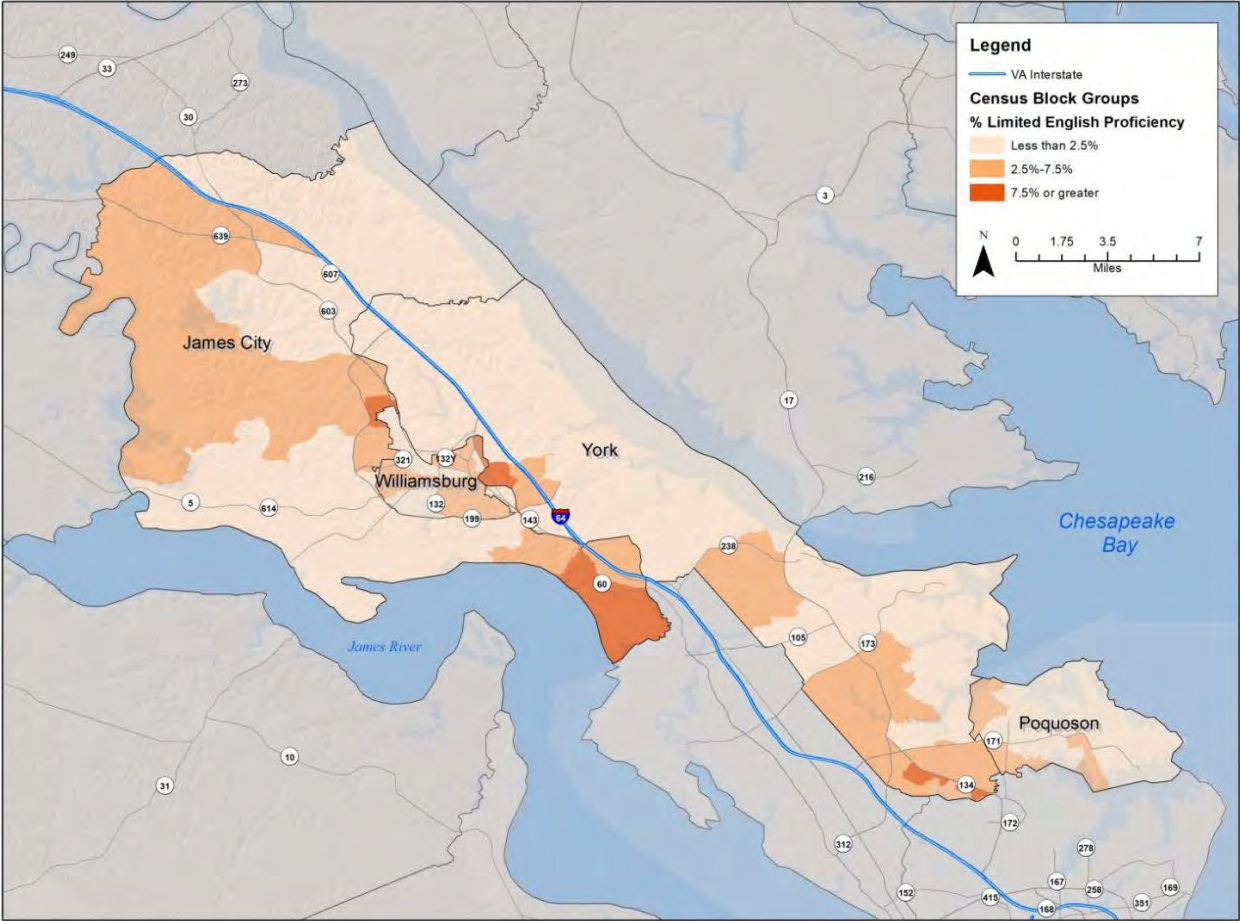 Legend
VA Interstate
Census Block Groups
% Limited English Proficiency
Less than 2.5%
2.5%-7.5%
7.5% or greater
N
0 1.75 3.5 7
Miles
249
33
273
30
3
639
607
603
James City
17
York
321
132Y
216
Williamsburg
5
614
132
199
143
64
Chesapeake
Bay
238
60
105
173
James River
Poquoson
171
10
31
134
172
312
278
167
258
169
152
415
168
351